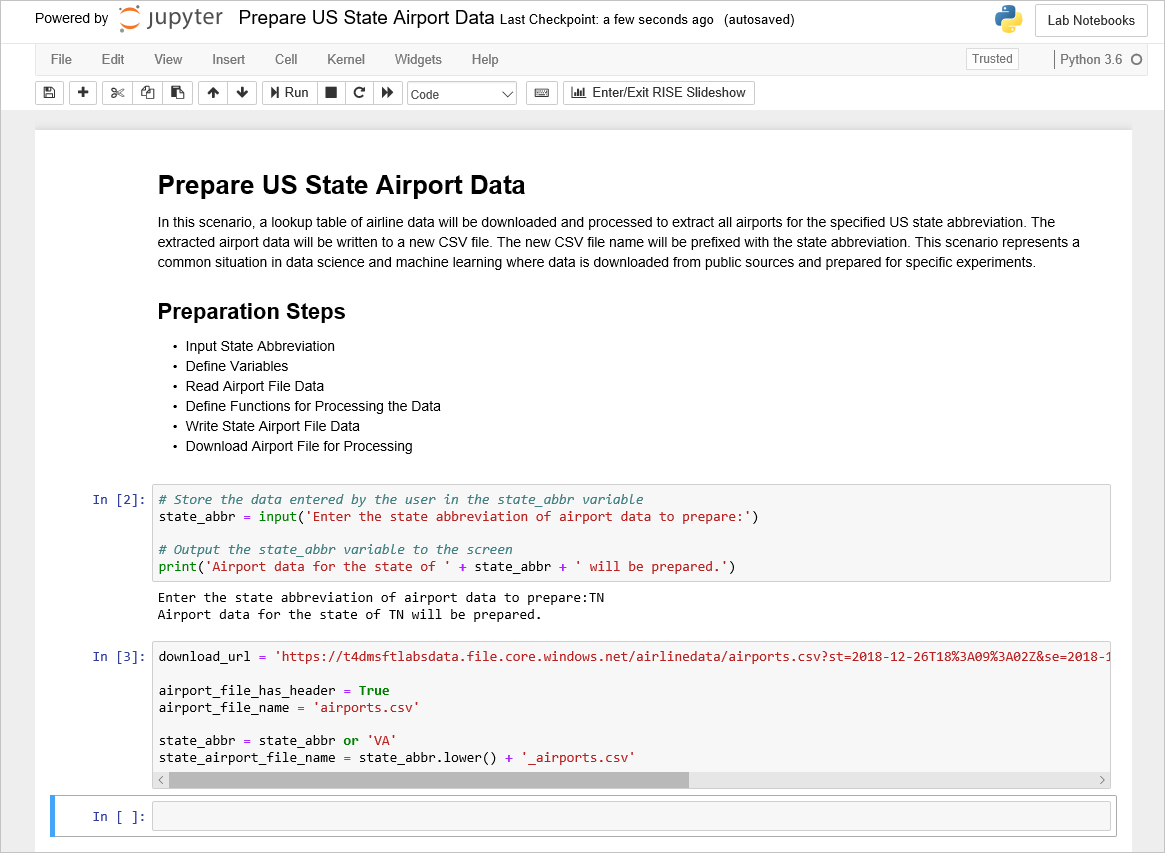 Powered by jupyter Prepare US State Airport Data Last Checkpoint: a few seconds ago (autosaved)
Lab Notebooks
File Edit View Insert Cell Kernel Widgets Help
Trusted
Python 3.6
Run
Code
Enter/Exit RISE Slideshow
Prepare US State Airport Data
In this scenario, a lookup table of airline data will be downloaded and processed to extract all airports for the specified US state abbreviation. The
extracted airport data will be written to a new CSV file. The new CSV file name will be prefixed with the state abbreviation. This scenario represents a
common situation in data science and machine learning where data is downloaded from public sources and prepared for specific experiments.
Preparation Steps
• Input State Abbreviation
• Define Variables
• Read Airport File Data
• Define Functions for Processing the Data
• Write State Airport File Data
• Download Airport File for Processing
In [2]:
# Store the data entered by the user in the state_abbr variable
state_abbr = input('Enter the state abbreviation of airport data to prepare:')
# Output the state_abbr variable to the screen
print('Airport data for the state of ' + state_abbr + ' will be prepared.')
Enter the state abbreviation of airport data to prepare:TN
Airport data for the state of TN will be prepared.
In [3]:
download_url = 'https://t4dmsftlabsdata.file.core.windows.net/airlinedata/airports.csv?st=2018-12-26T18%3A09%3A02Z&se=2018-1
airport_file_has_header = True
airport_file_name = 'airports.csv'
state_abbr = state_abbr or 'VA'
state_airport_file_name = state_abbr.lower() + '_airports.csv'
In [ ]: